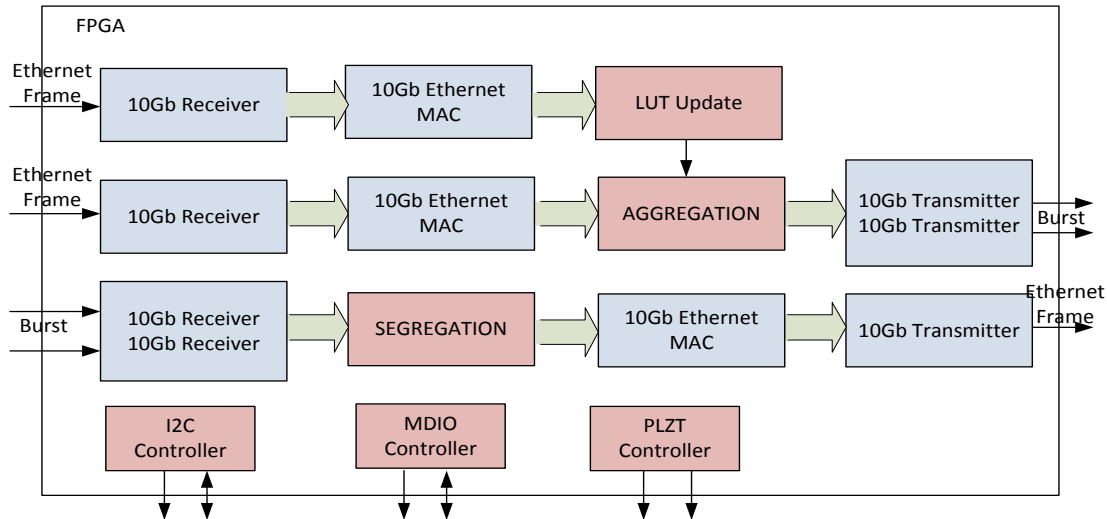 FPGA
Ethernet
Frame
10Gb Receiver
10Gb Ethernet
MAC
LUT Update
Ethernet
Frame
10Gb Receiver
10Gb Ethernet
MAC
AGGREGATION
10Gb Transmitter
10Gb Transmitter
Burst
Burst
10Gb Receiver
10Gb Receiver
SEGREGATION
10Gb Ethernet
MAC
10Gb Transmitter
Ethernet
Frame
I2C
Controller
MDIO
Controller
PLZT
Controller